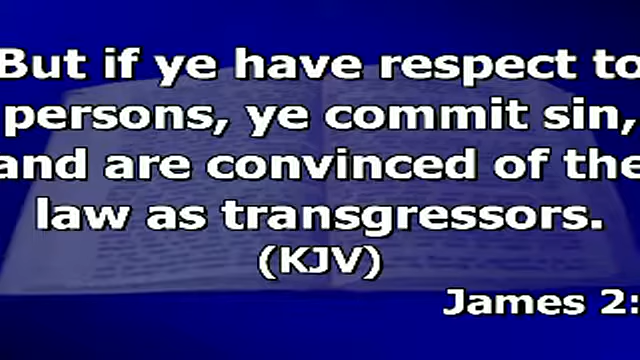 But if ye have respect to
persons, ye commit sin,
and are convinced of the
law as transgressors.
(KJV)
James 2: